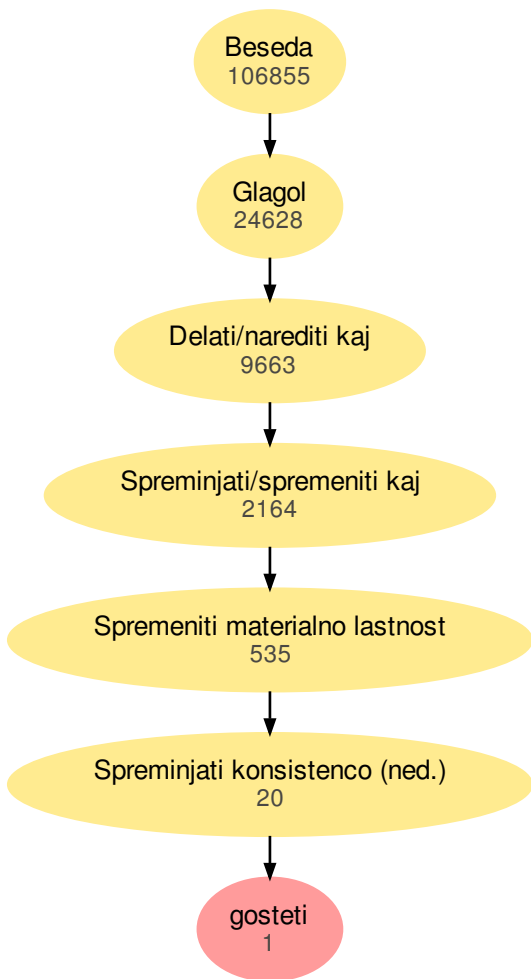 Beseda
106855
Glagol
24628
Delati/narediti kaj
9663
Spreminjati/spremeniti kaj
2164
Spremeniti materialno lastnost
535
Spreminjati konsistenco (ned.)
20
gosteti
1